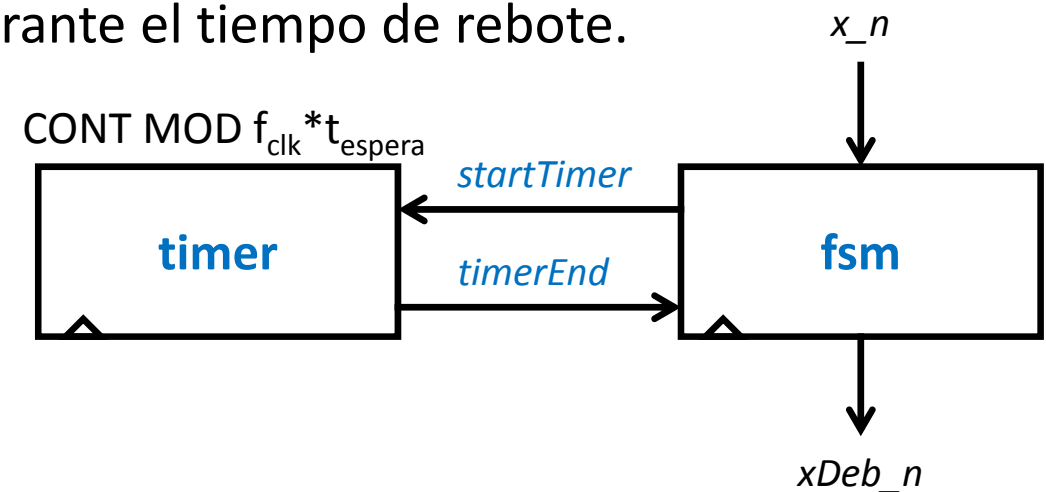 rante el tiempo de rebote.
x_n
CONT MOD fclk*tespera
startTimer
timer
fsm
timerEnd
xDeb_n